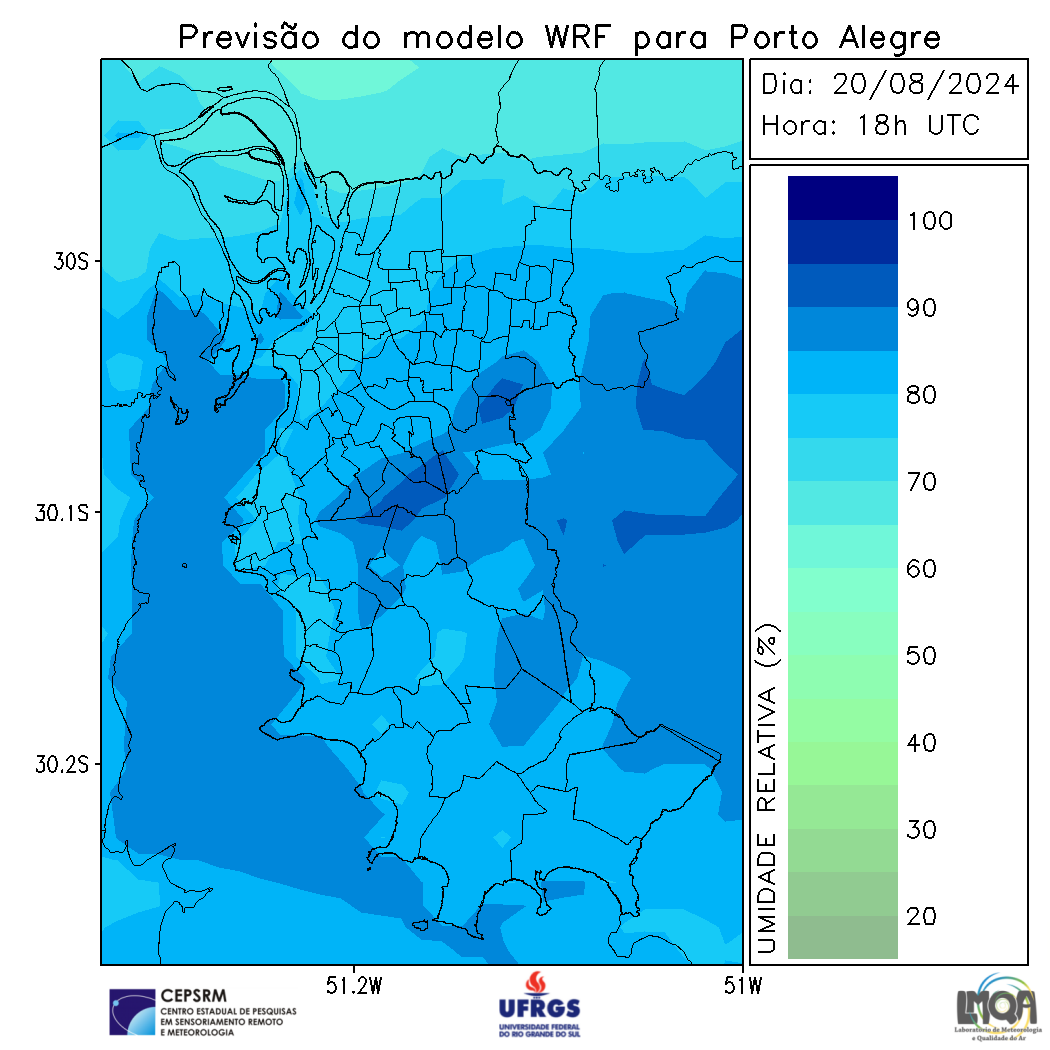 Previsão do modelo WRF para Porto Alegre
Dia: 20/08/2024
Hora: 18h UTC
100
90
80
70
60
50
40
30
20
UMIDADE RELATIVA (%)
30S
30.1S
30.2S
51.2W
51W
CEPSRM
CENTRO ESTADUAL DE PESQUISAS
EM SENSORIAMENTO REMOTO
E METEOROLOGIA
UFRGS
UNIVERSIDADE FEDERAL
DO RIO GRANDE DO SUL
LMQA
Laboratório de Meteorologia
e Qualidade do Ar